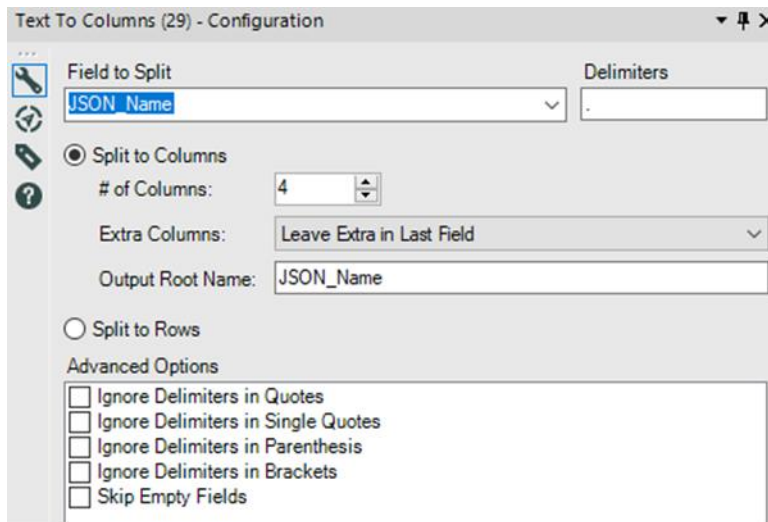 Text To Columns (29) - Configuration
Field to Split Delimiters
JSON_Name .
Split to Columns
# of Columns: 4
Extra Columns: Leave Extra in Last Field
Output Root Name: JSON_Name
Split to Rows
Advanced Options
Ignore Delimiters in Quotes
Ignore Delimiters in Single Quotes
Ignore Delimiters in Parenthesis
Ignore Delimiters in Brackets
Skip Empty Fields